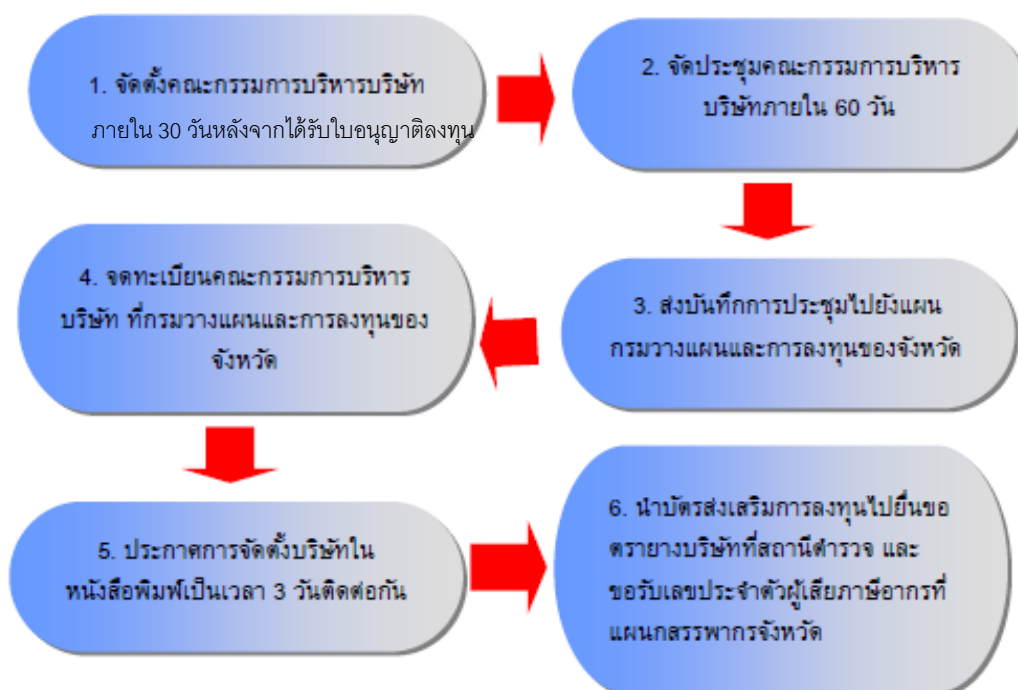 1. จัดตั้งคณะกรรมการบริหารบริษัท
ภายใน 30 วันหลังจากได้รับใบอนุญาติลงทุน
2. จัดประชุมคณะกรรมการบริหาร
บริษัทภายใน 60 วัน
3. ส่งบันทึกการประชุมไปยังแผน
กรมวางแผนและการลงทุนของจังหวัด
4. จดทะเบียนคณะกรรมการบริหาร
บริษัท ที่กรมวางแผนและการลงทุนของ
จังหวัด
5. ประกาศการจัดตั้งบริษัทใน
หนังสือพิมพ์เป็นเวลา 3 วันติดต่อกัน
6. นำบัตรส่งเสริมการลงทุนไปยื่นขอ
ตรายางบริษัทที่สถานีตำรวจ และ
ขอรับเลขประจำตัวผู้เสียภาษีอากรที่
แผนกสรรพากรจังหวัด